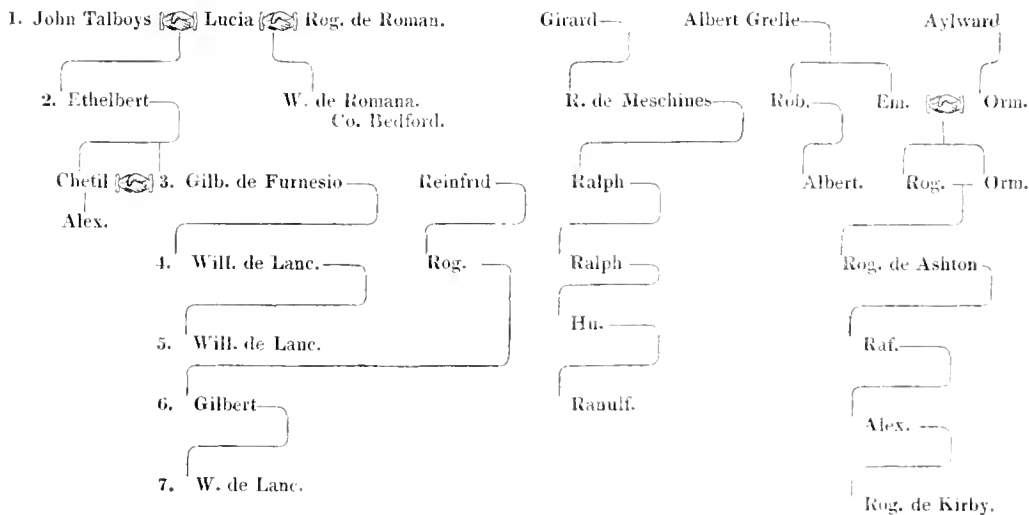 1. John Talboys Lucia Rog. de Roman. Girard Albert Grelle Aylward
2. Ethelbert W. de Romana. R. de Meschines Rob. Em. Orm.
Co. Bedford.
Chetil 3. Gilb. de Furnesio Reinfrid Ralph Albert. Rog. Orm.
Alex.
4. Will. de Lanc. Rog. Ralph Rog. de Ashton
5. Will. de Lanc. Hu. Raf.
6. Gilbert Ranulf. Alex.
7. W. de Lanc. Rog. de Kirby.